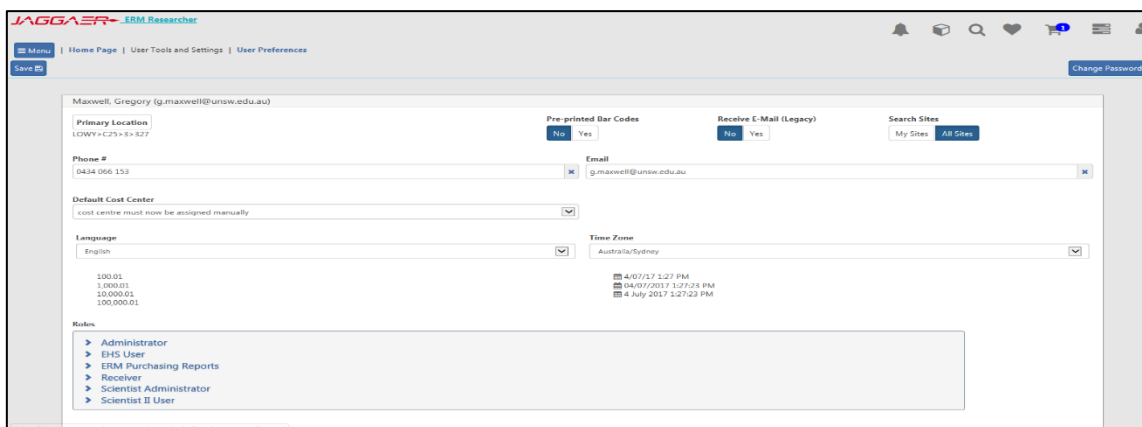 JAGGAER ERM Researcher
1
Menu | Home Page | User Tools and Settings | User Preferences
Save
Change Password
Maxwell, Gregory (g.maxwell@unsw.edu.au)
Primary Location
LOWY>C25>3>327
Pre-printed Bar Codes
No Yes
Receive E-Mail (Legacy)
No Yes
Search Sites
My Sites All Sites
Phone #
0434 066 153
Email
g.maxwell@unsw.edu.au
Default Cost Center
cost centre must now be assigned manually
Language
English
Time Zone
Australia/Sydney
100.01
1,000.01
10,000.01
100,000.01
4/07/17 1:27 PM
04/07/2017 1:27:23 PM
4 July 2017 1:27:23 PM
Roles
Administrator
EHS User
ERM Purchasing Reports
Receiver
Scientist Administrator
Scientist II User